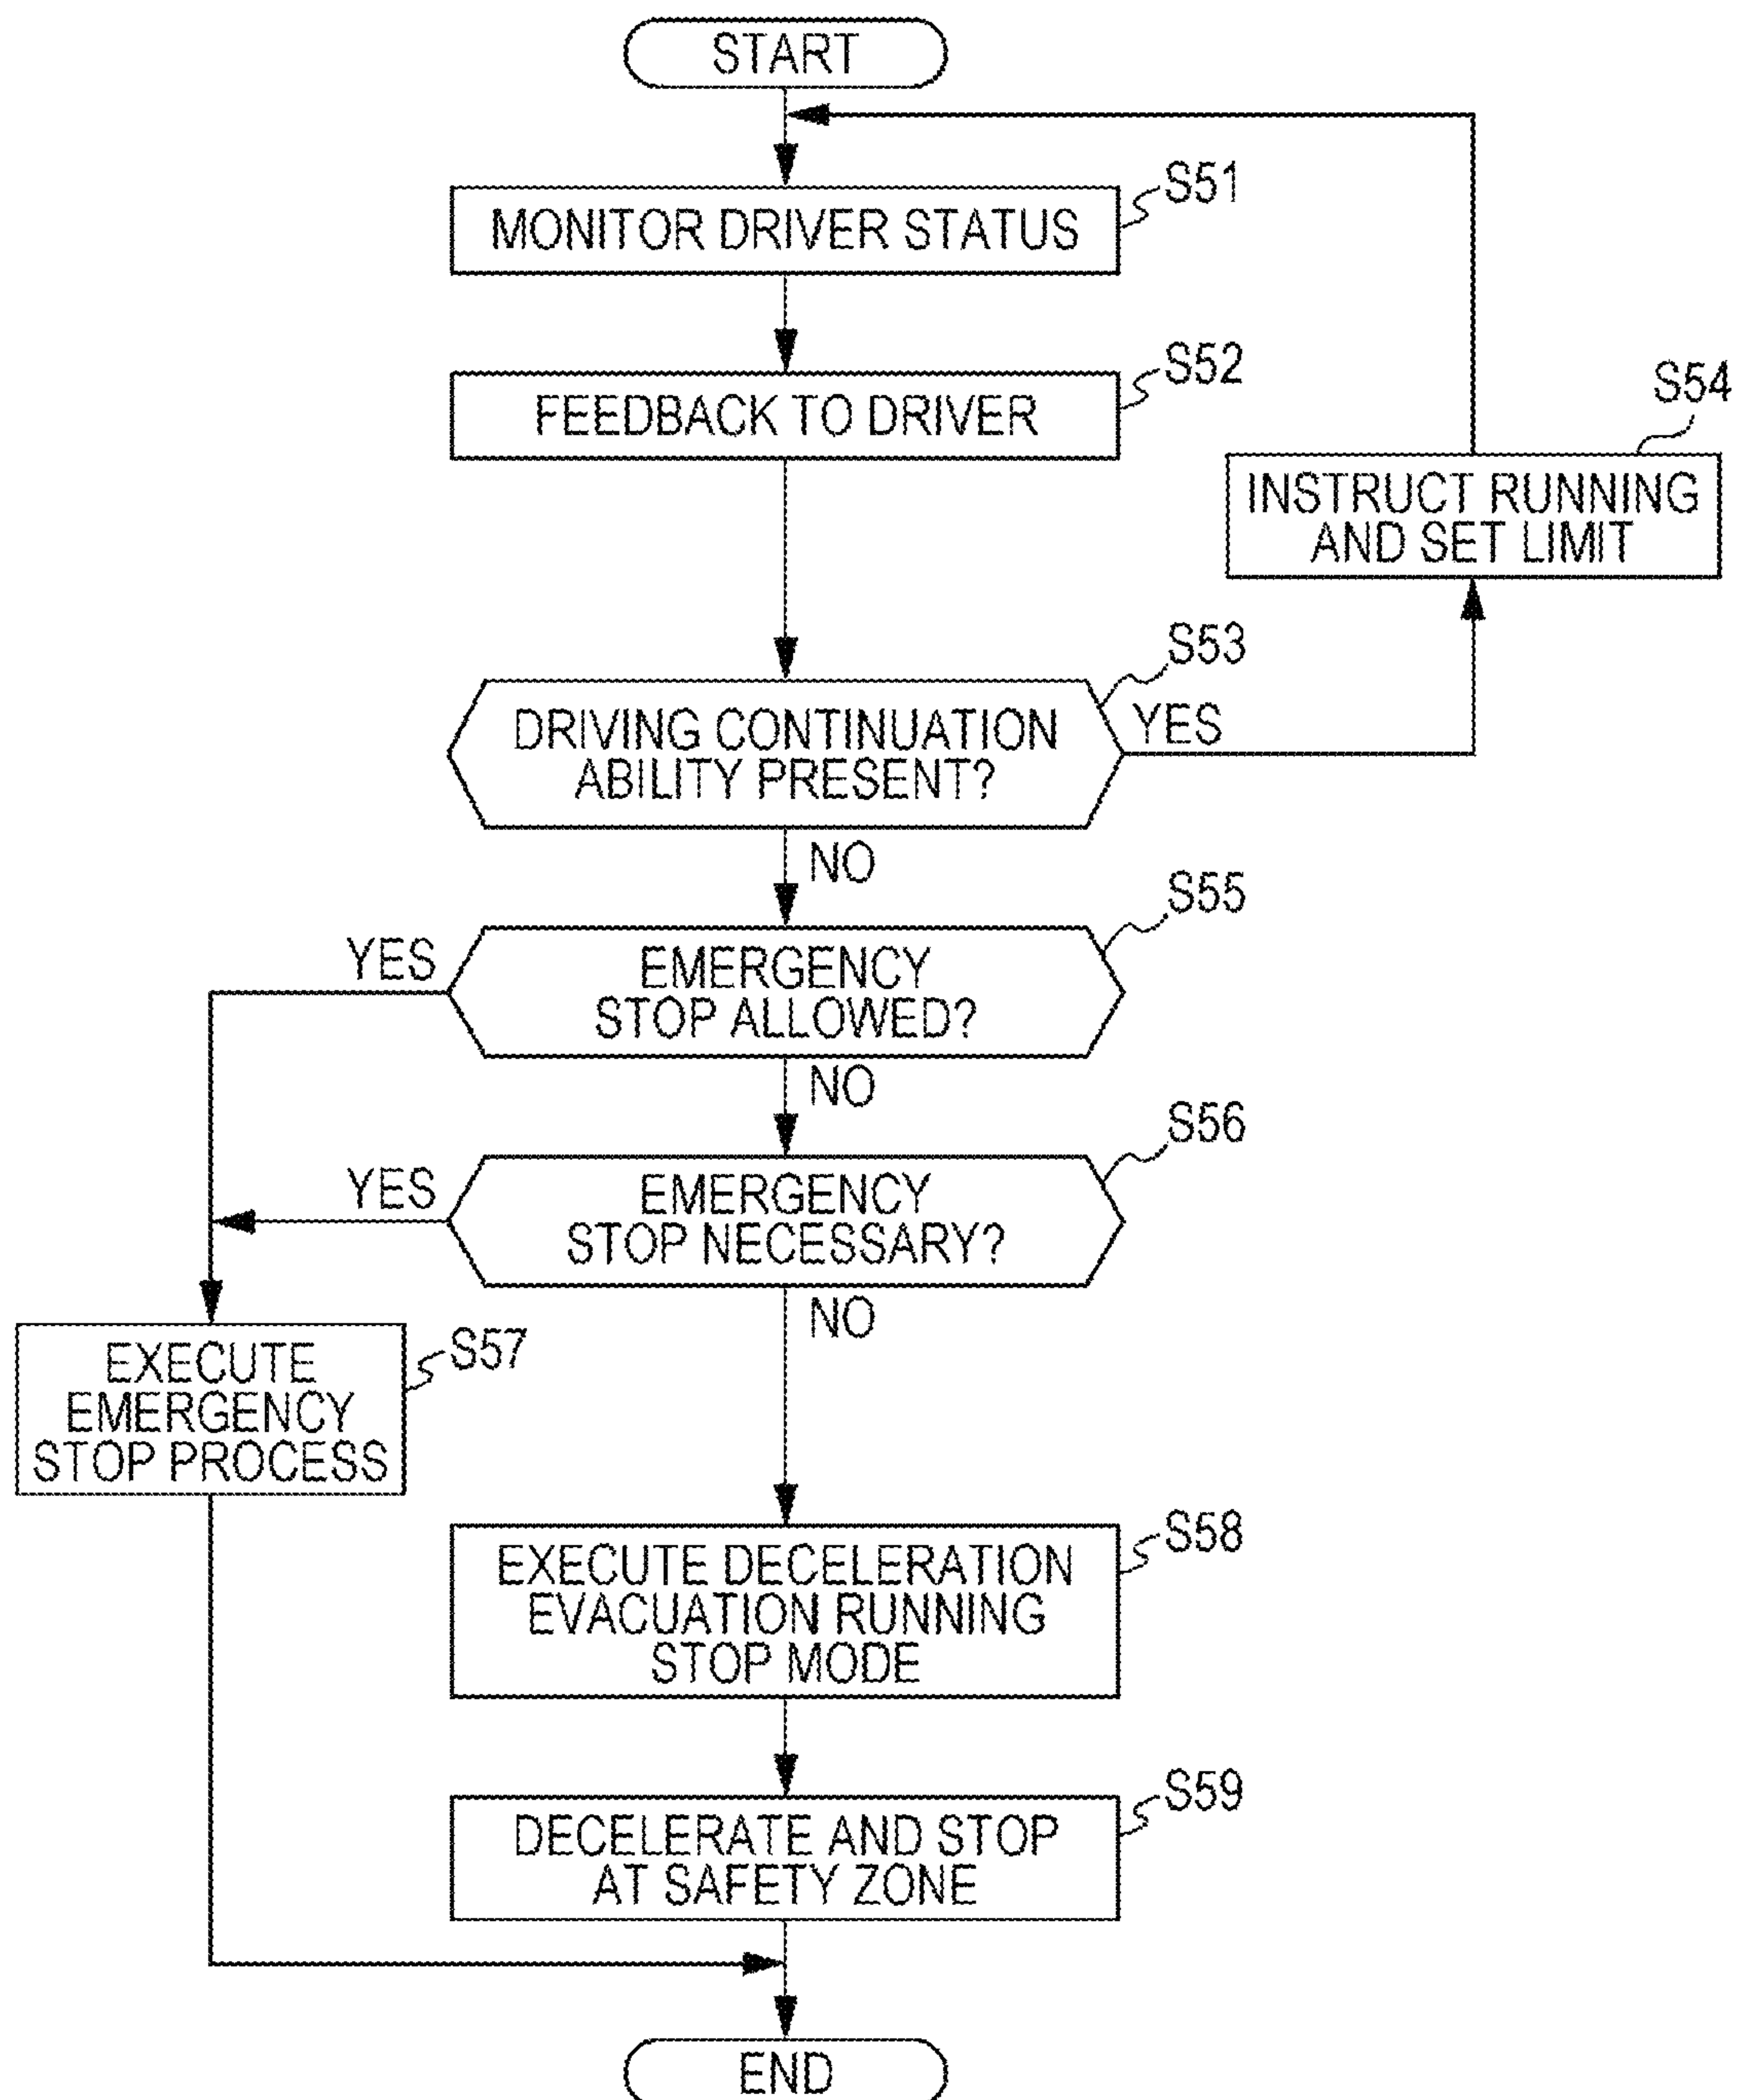 START
S51
MONITOR DRIVER STATUS
S52
FEEDBACK TO DRIVER
S54
INSTRUCT RUNNING
AND SET LIMIT
S53
DRIVING CONTINUATION
ABILITY PRESENT?
YES
NO
S55
YES
EMERGENCY
STOP ALLOWED?
NO
S56
YES
EMERGENCY
STOP NECESSARY?
NO
S57
EXECUTE
EMERGENCY
STOP PROCESS
S58
EXECUTE DECELERATION
EVACUATION RUNNING
STOP MODE
S59
DECELERATE AND STOP
AT SAFETY ZONE
END